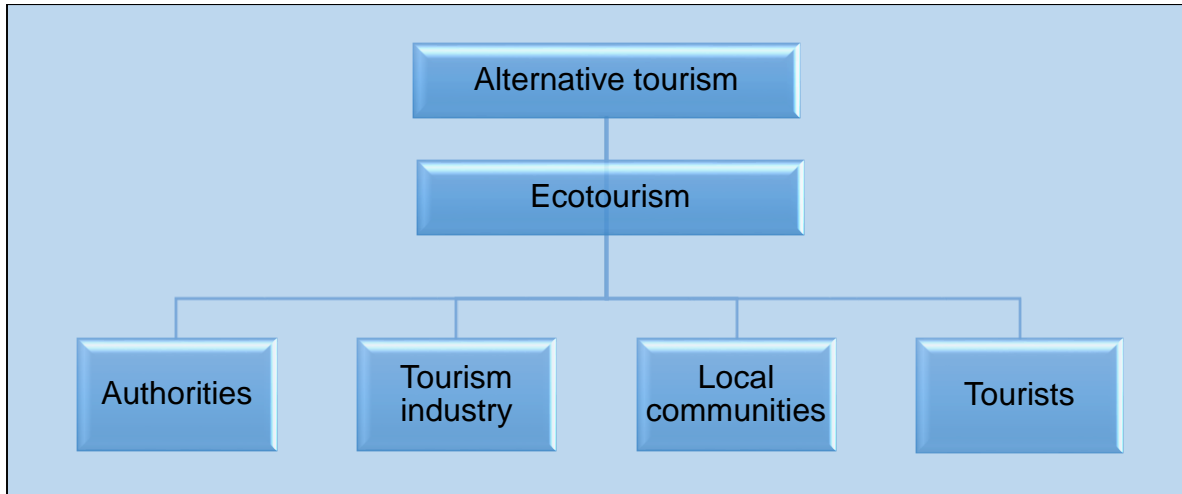 Alternative tourism
Ecotourism
Authorities
Tourism
industry
Local
communities
Tourists